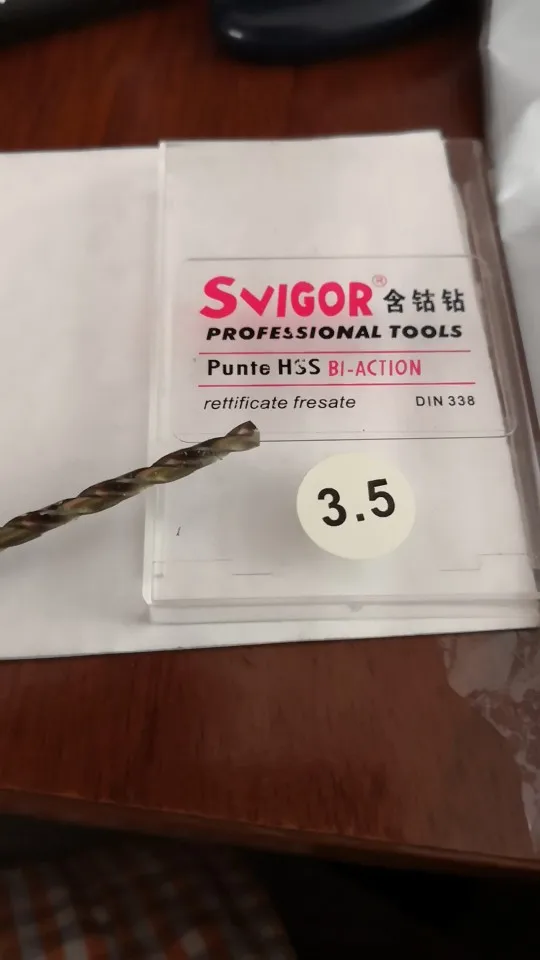 SVIGOR® 含钴钻
PROFESSIONAL TOOLS
Punte HSS BI-ACTION
rettificate fresate DIN 338
3.5